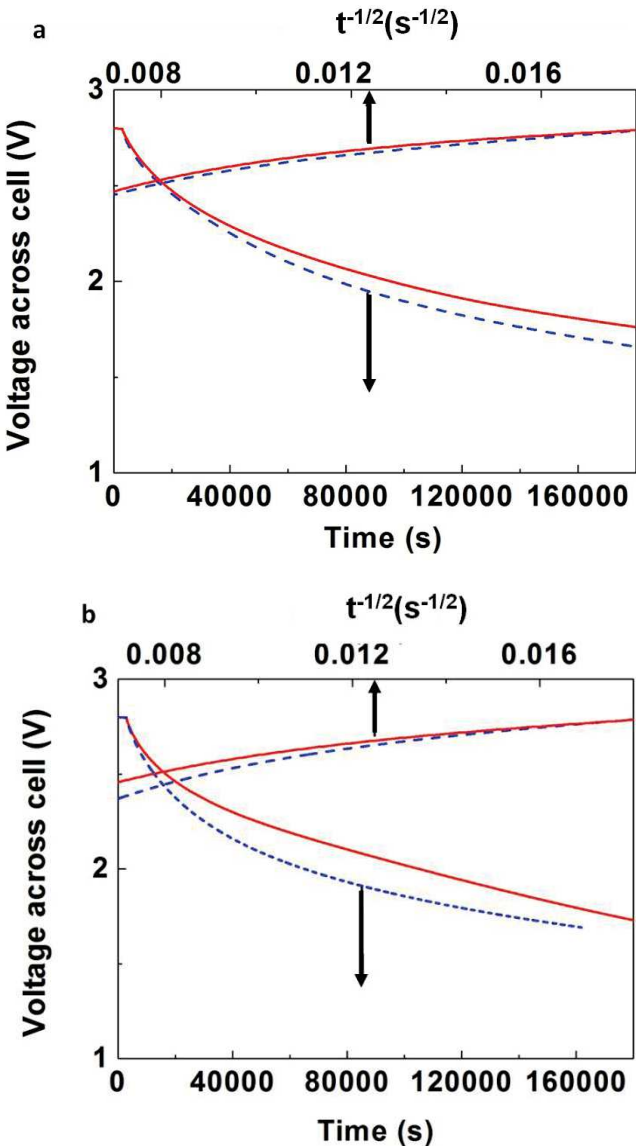 a
t-1/2(s-1/2)
0.008 0.012 0.016
3
2
1
Voltage across cell (V)
0 40000 80000 120000 160000
Time (s)
b
t-1/2(s-1/2)
0.008 0.012 0.016
3
2
1
Voltage across cell (V)
0 40000 80000 120000 160000
Time (s)